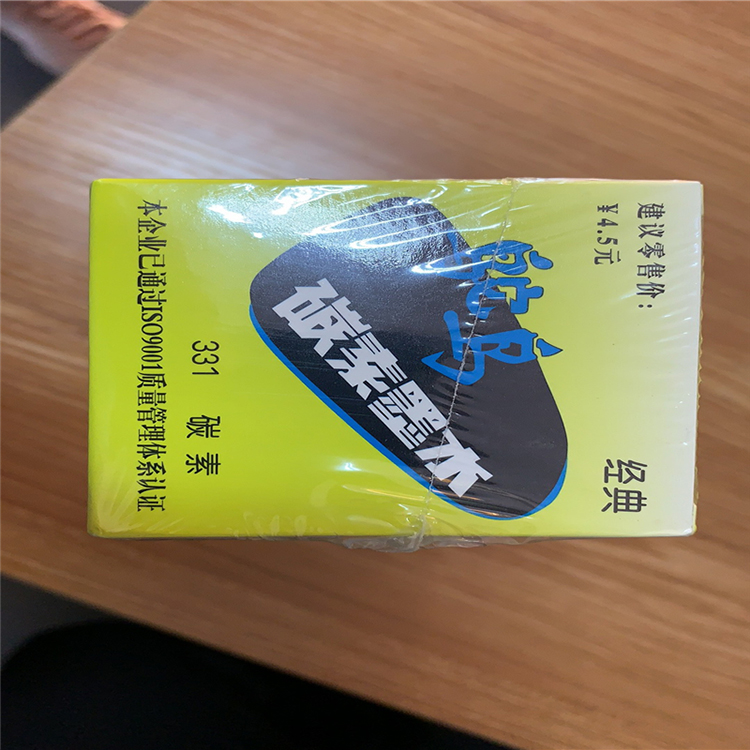 建议零售价:
¥4.5元
经典
鸵鸟
碳素墨水
331 碳素
本企业已通过ISO9001质量管理体系认证